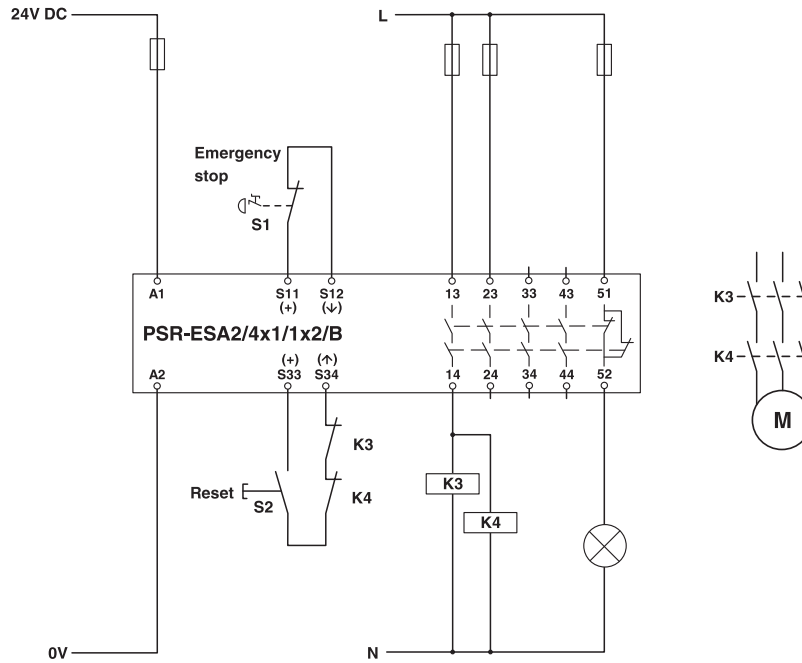 24V DC
L
Emergency
stop
S1
A1
S11
S12
13
23
33
43
51
(+)
(↓)
K3
PSR-ESA2/4x1/1x2/B
K4
(+)
(↑)
A2
S33
S34
14
24
34
44
52
M
K3
Reset
S2
K4
K3
K4
0V
N